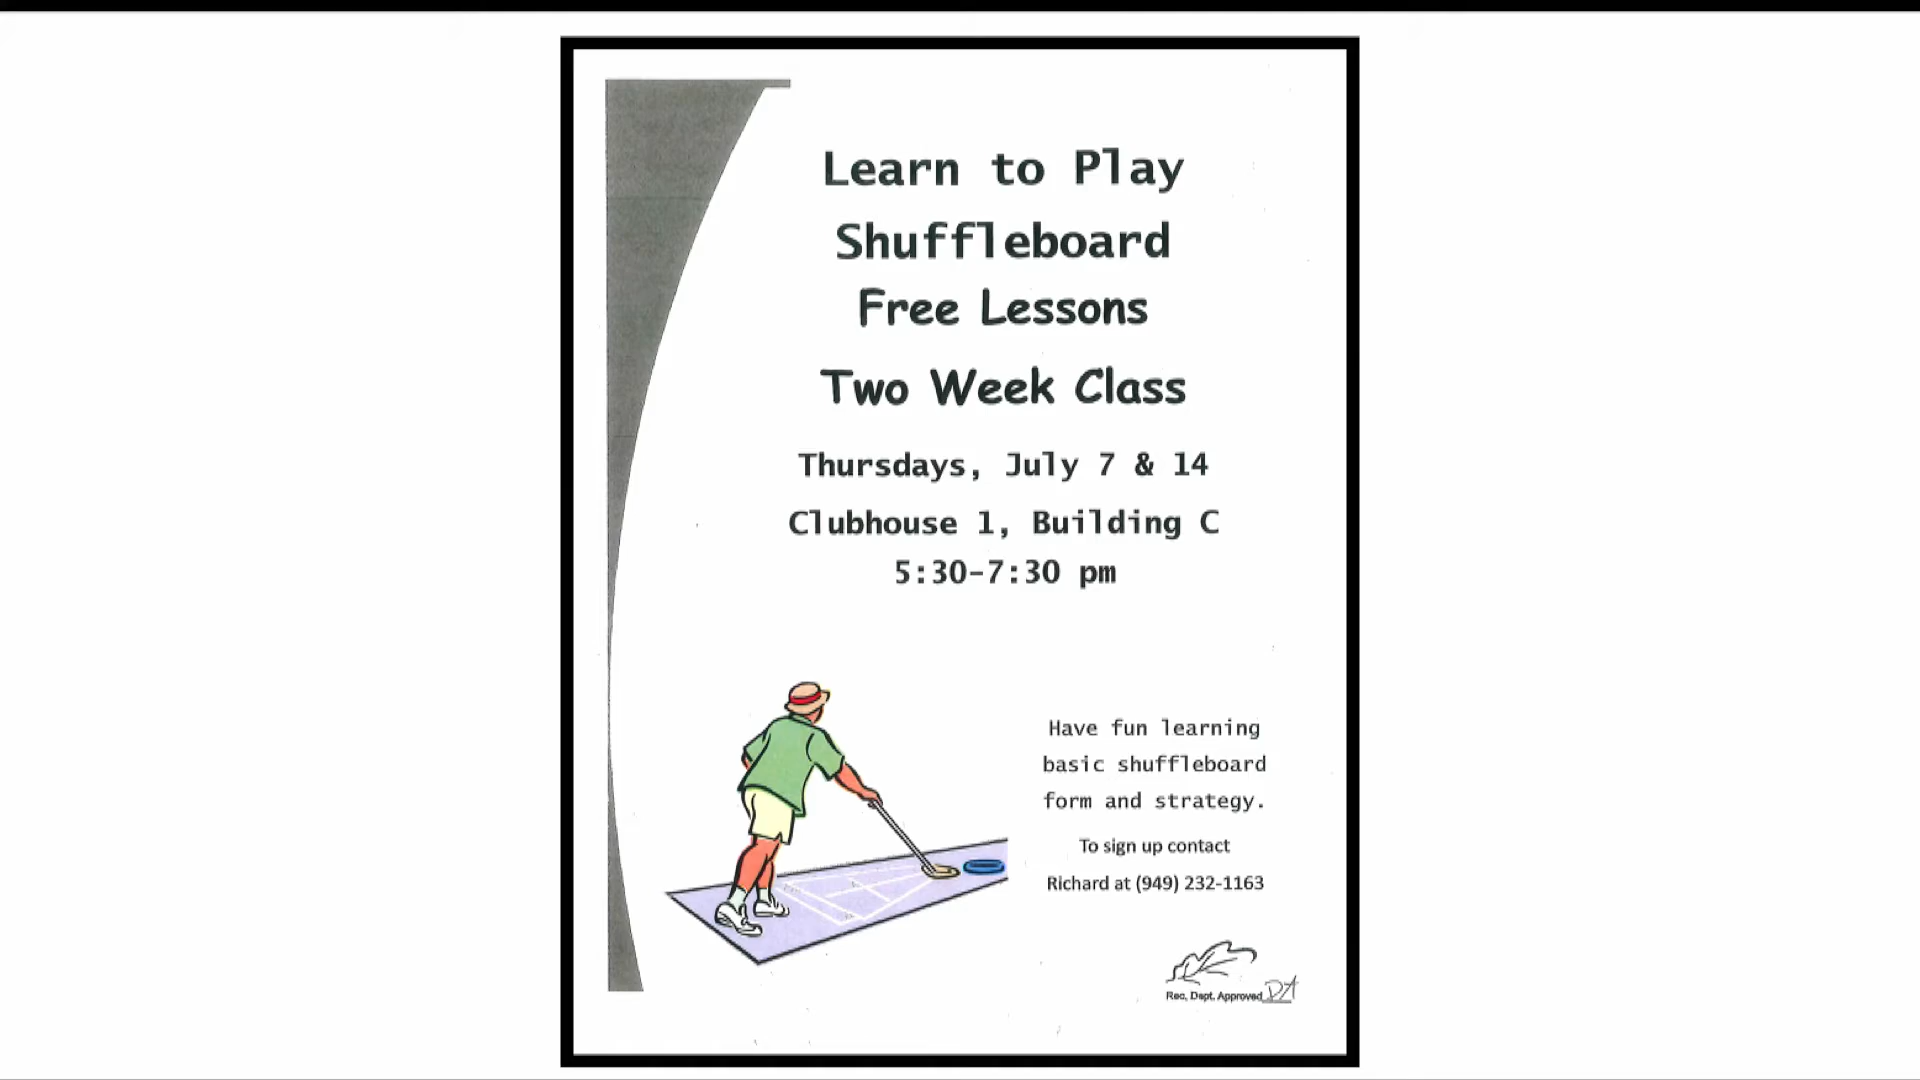 Learn to Play
Shuffleboard
Free Lessons
Two Week Class
Thursdays, July 7 & 14
Clubhouse 1, Building C
5:30-7:30 pm
Have fun learning
basic shuffleboard
form and strategy.
To sign up contact
Richard at (949) 232-1163
Rec. Dept. Approved DA